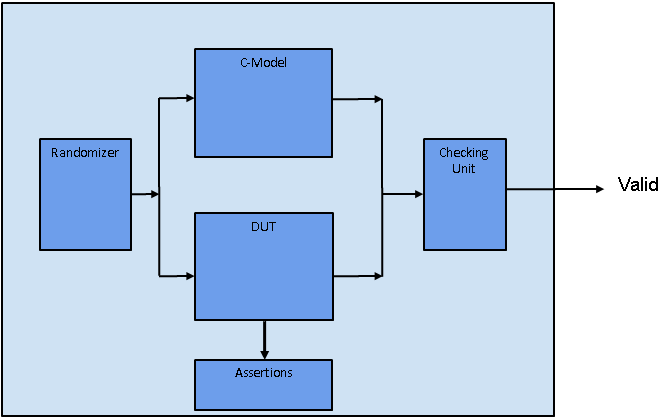 C-Model
Randomizer
Checking
Unit
Valid
DUT
Assertions